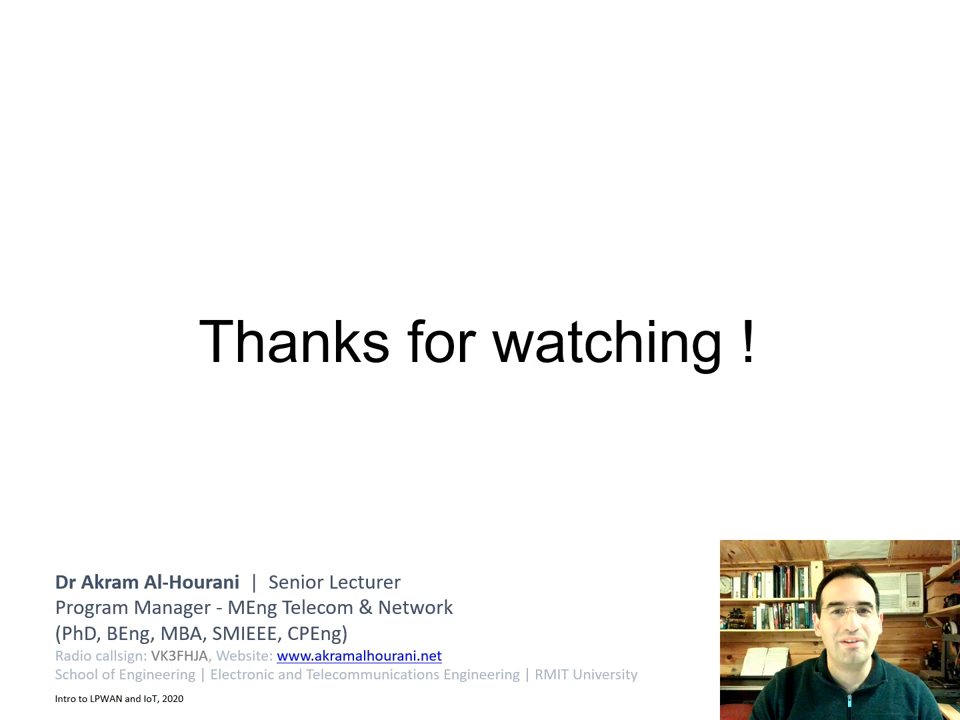 Thanks for watching !
Dr Akram Al-Hourani | Senior Lecturer
Program Manager - MEng Telecom & Network
(PhD, BEng, MBA, SMIEEE, CPEng)
Radio callsign: VK3FHJA, Website: www.akramalhourani.net
School of Engineering | Electronic and Telecommunications Engineering | RMIT University
Intro to LPWAN and IoT, 2020